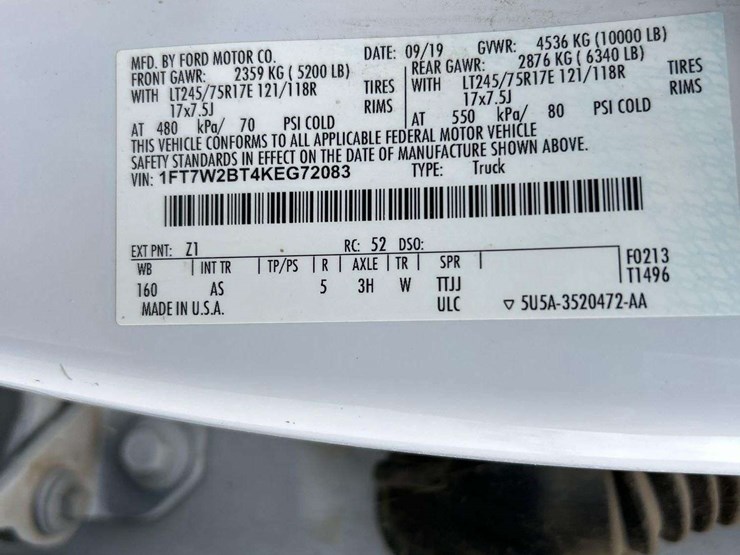 MFD. BY FORD MOTOR CO. DATE: 09/19 GVWR: 4536 KG (10000 LB)
FRONT GAWR: 2359 KG ( 5200 LB) REAR GAWR: 2876 KG ( 6340 LB)
WITH LT245/75R17E 121/118R TIRES WITH LT245/75R17E 121/118R TIRES
17x7.5J RIMS 17x7.5J RIMS
AT 480 kPa/ 70 PSI COLD AT 550 kPa/ 80 PSI COLD
THIS VEHICLE CONFORMS TO ALL APPLICABLE FEDERAL MOTOR VEHICLE
SAFETY STANDARDS IN EFFECT ON THE DATE OF MANUFACTURE SHOWN ABOVE.
VIN: 1FT7W2BT4KEG72083 TYPE: Truck
EXT PNT: Z1 RC: 52 DSO:
WB INT TR TP/PS R AXLE TR SPR F0213
160 AS 5 3H W TTJJ T1496
MADE IN U.S.A. ULC ▽ 5U5A-3520472-AA